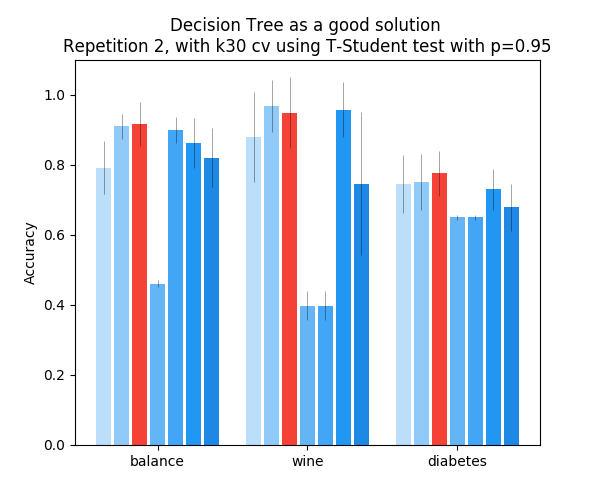 Decision Tree as a good solution
Repetition 2, with k30 cv using T-Student test with p=0.95
1.0
0.8
Accuracy
0.6
0.4
0.2
0.0
balance wine diabetes